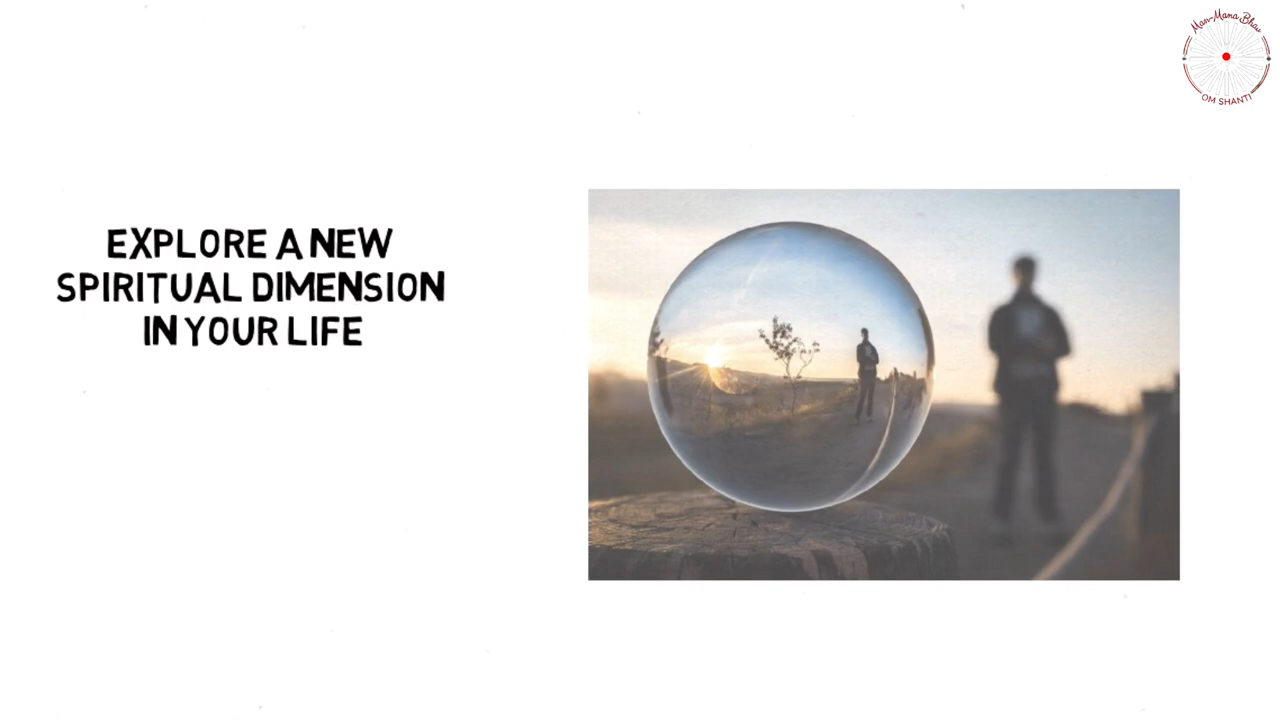 Man-Mana Bhav
OM SHANTI
EXPLORE A NEW
SPIRITUAL DIMENSION
IN YOUR LIFE